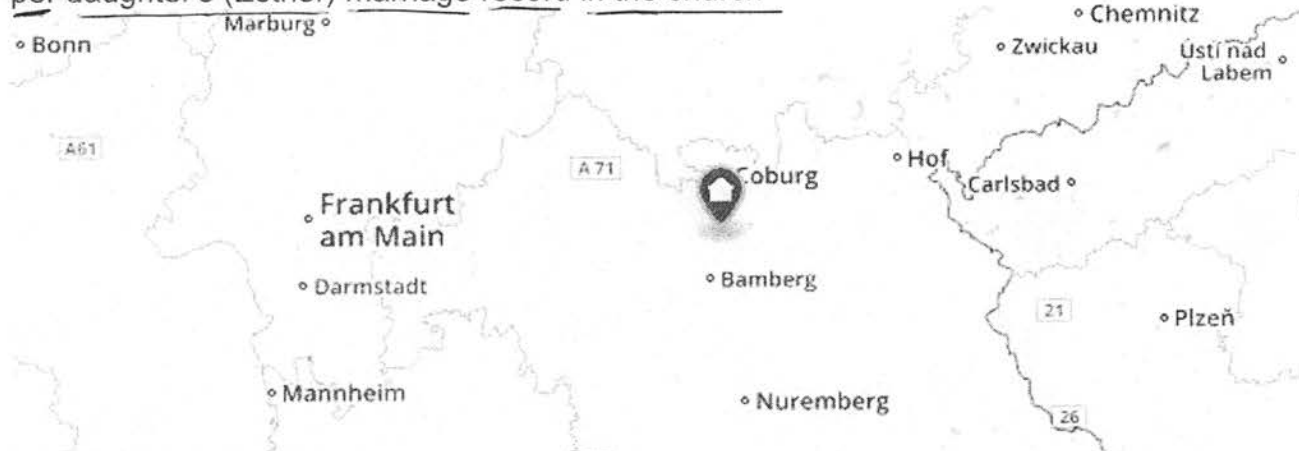 per daughter's marriage record in the church
Marburg
Bonn
Chemnitz
Zwickau
Ústí nad
Labem
A61
A 71
Coburg
Hof
Carlsbad
Frankfurt
am Main
Darmstadt
Bamberg
21
Plzeň
Mannheim
Nuremberg
26